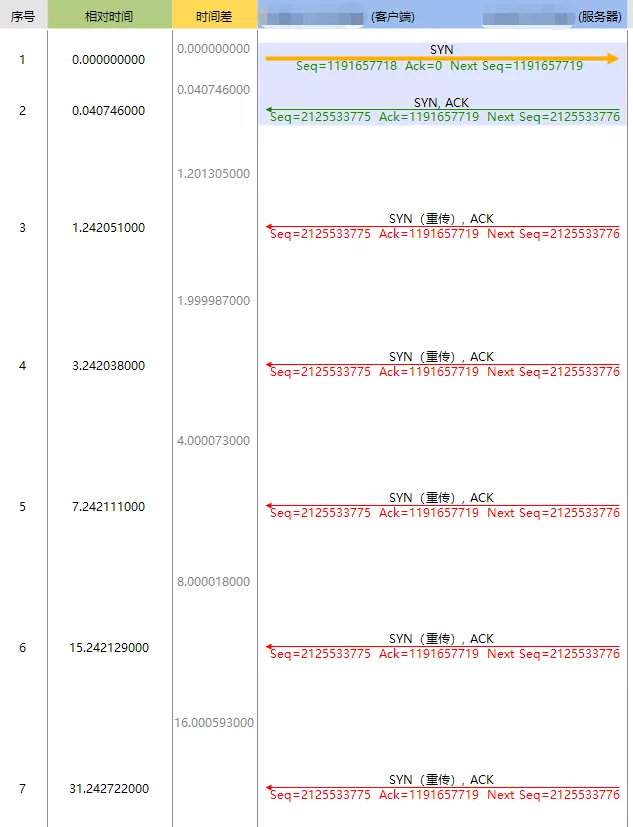 序号 相对时间 时间差 (客户端) (服务器)
0.000000000
SYN
1 0.000000000
Seq=1191657718 Ack=0 Next Seq=1191657719
0.040746000
SYN, ACK
2 0.040746000
Seq=2125533775 Ack=1191657719 Next Seq=2125533776
1.201305000
SYN（重传）, ACK
3 1.242051000
Seq=2125533775 Ack=1191657719 Next Seq=2125533776
1.999987000
SYN（重传）, ACK
4 3.242038000
Seq=2125533775 Ack=1191657719 Next Seq=2125533776
4.000073000
SYN（重传）, ACK
5 7.242111000
Seq=2125533775 Ack=1191657719 Next Seq=2125533776
8.000018000
SYN（重传）, ACK
6 15.242129000
Seq=2125533775 Ack=1191657719 Next Seq=2125533776
16.000593000
SYN（重传）, ACK
7 31.242722000
Seq=2125533775 Ack=1191657719 Next Seq=2125533776